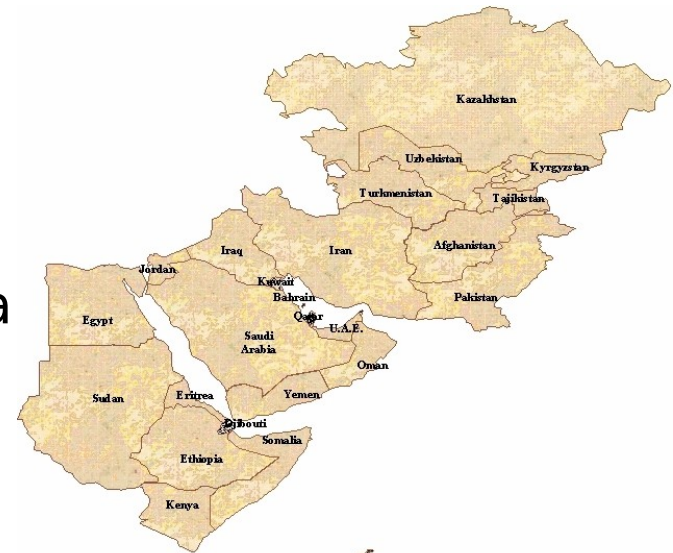 Kazakhstan
Uzbekistan
Kyrgyzstan
Turkmenistan
Tajikistan
Iraq
Iran
Afghanistan
Jordan
Kuwait
Bahrain
Pakistan
Qatar
a
Egypt
U.A.E.
Saudi
Arabia
Oman
Sudan
Eritrea
Yemen
Djibouti
Somalia
Ethiopia
Kenya